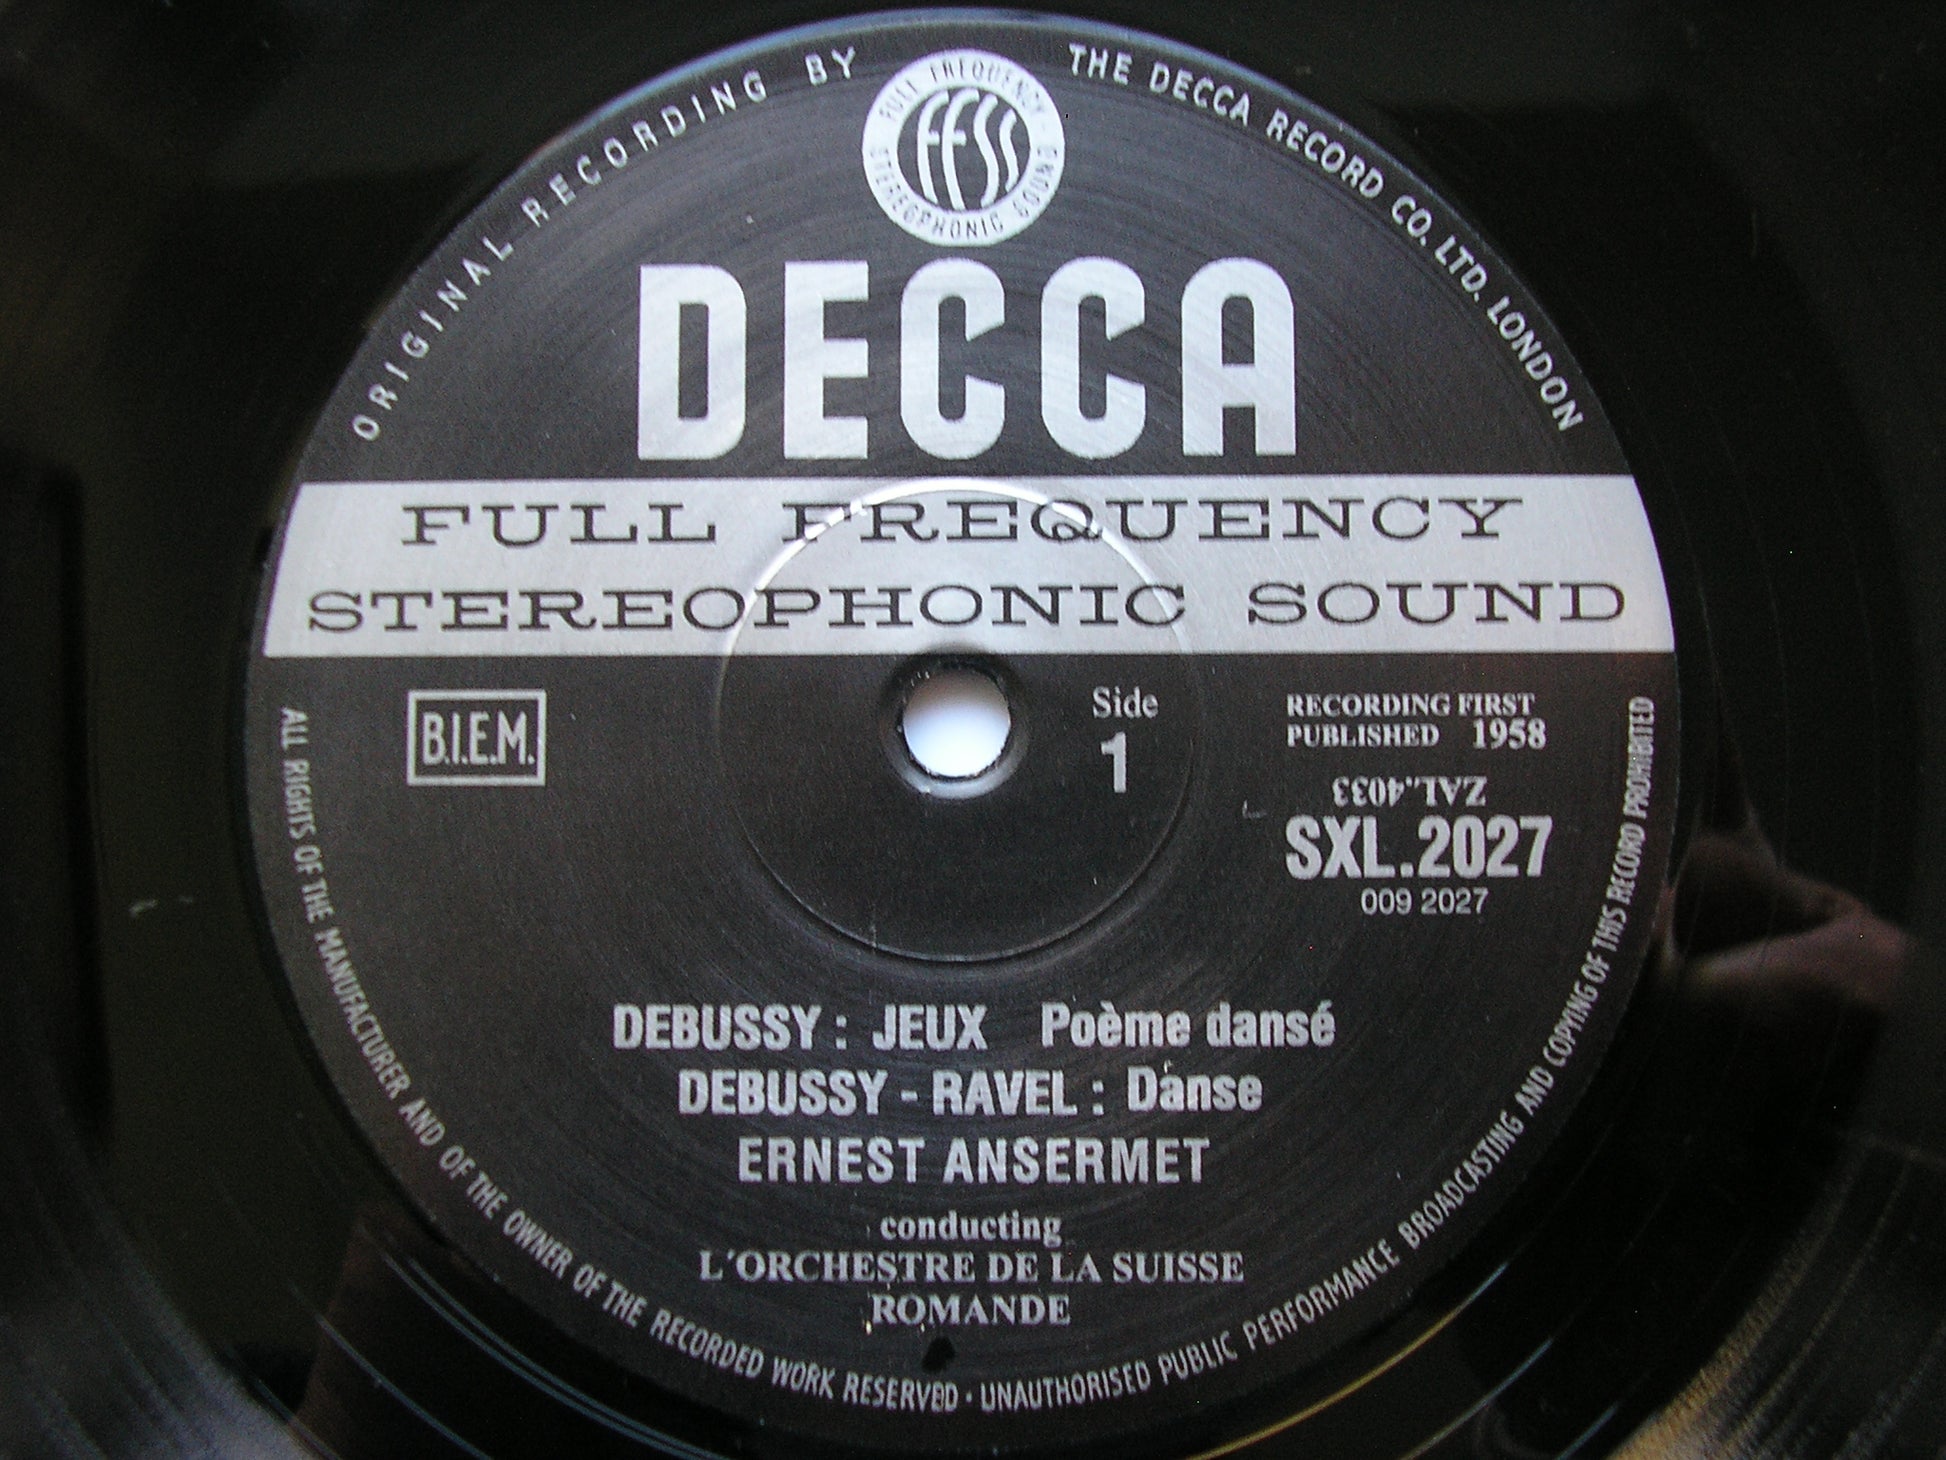 ORIGINAL RECORDING BY THE DECCA RECORD CO. LTD. LONDON
FULL FREQUENCY - STEREOPHONIC SOUND
FFSS
DECCA
FULL FREQUENCY
STEREOPHONIC SOUND
B.I.E.M.
Side
1
RECORDING FIRST
PUBLISHED 1958
ZAL.4033
SXL.2027
009 2027
DEBUSSY : JEUX Poème dansé
DEBUSSY - RAVEL : Danse
ERNEST ANSERMET
conducting
L'ORCHESTRE DE LA SUISSE
ROMANDE
ALL RIGHTS OF THE MANUFACTURER AND OF THE OWNER OF THE RECORDED WORK RESERVED • UNAUTHORISED PUBLIC PERFORMANCE BROADCASTING AND COPYING OF THIS RECORD PROHIBITED